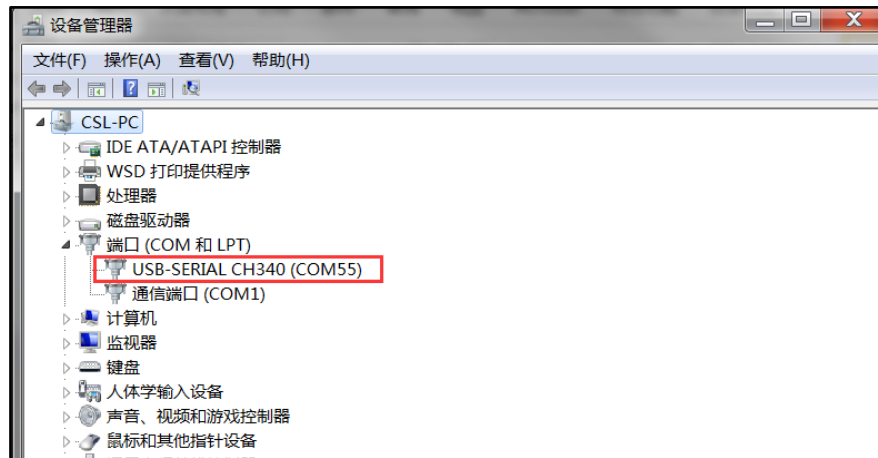 设备管理器
文件(F) 操作(A) 查看(V) 帮助(H)
CSL-PC
IDE ATA/ATAPI 控制器
WSD 打印提供程序
处理器
磁盘驱动器
端口 (COM 和 LPT)
USB-SERIAL CH340 (COM55)
通信端口 (COM1)
计算机
监视器
键盘
人体学输入设备
声音、视频和游戏控制器
鼠标和其他指针设备